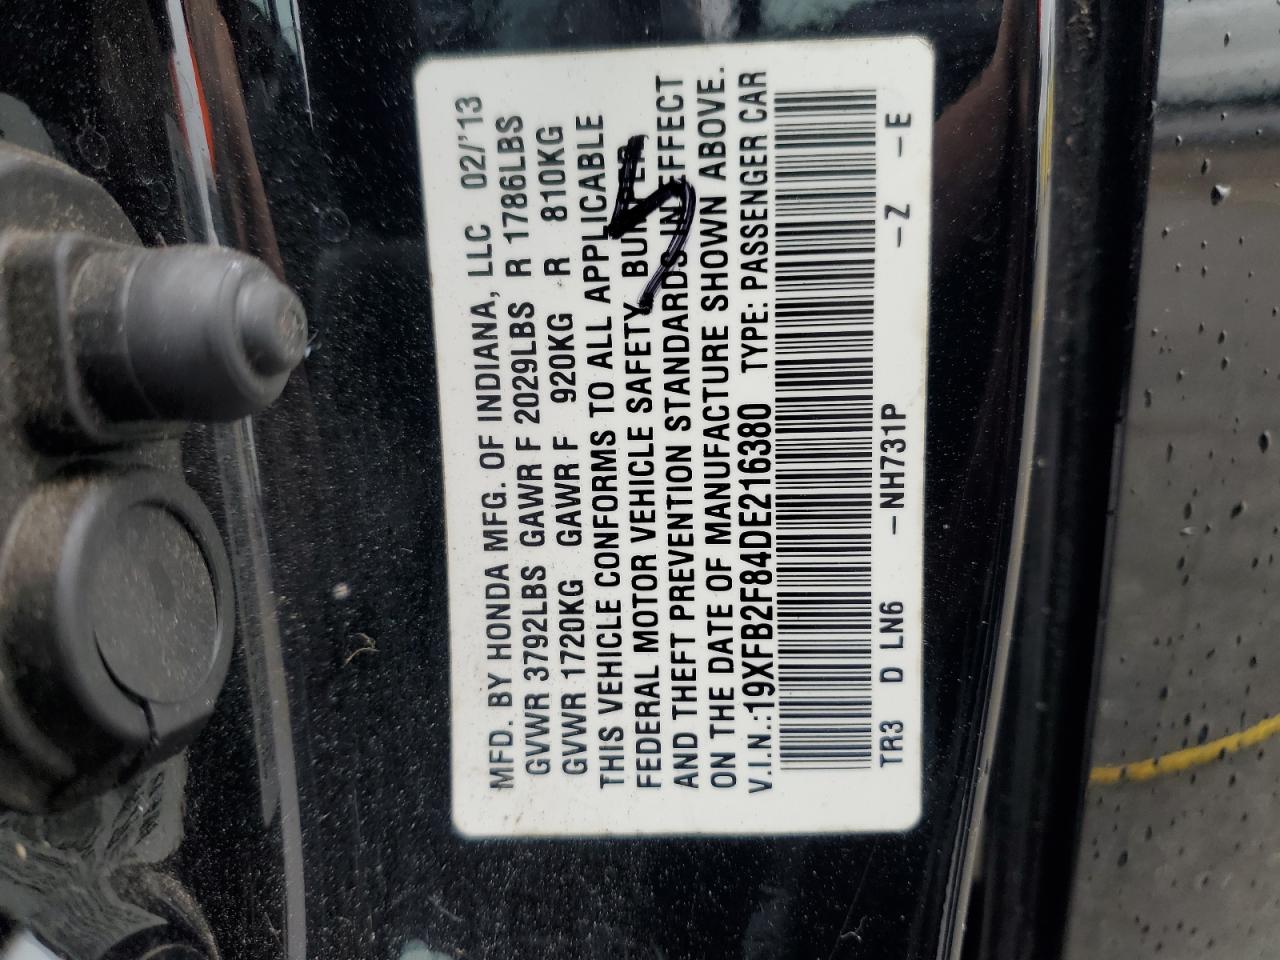 MFD. BY HONDA MFG. OF INDIANA, LLC 02/'13
GVWR 3792LBS GAWR F 2029LBS R 1786LBS
GVWR 1720KG GAWR F 920KG R 810KG
THIS VEHICLE CONFORMS TO ALL APPLICABLE
FEDERAL MOTOR VEHICLE SAFETY,
AND THEFT PREVENTION STANDARDS IN EFFECT
ON THE DATE OF MANUFACTURE SHOWN ABOVE.
V.I.N.:19XFB2F84DE216380 TYPE: PASSENGER CAR
TR3 D LN6 -NH731P -Z -E